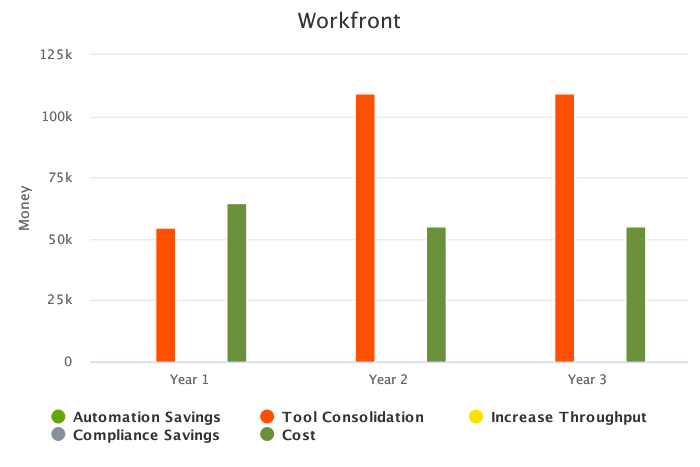 Workfront
125k
100k
75k
50k
25k
0
Money
Year 1
Year 2
Year 3
Automation Savings
Tool Consolidation
Increase Throughput
Compliance Savings
Cost